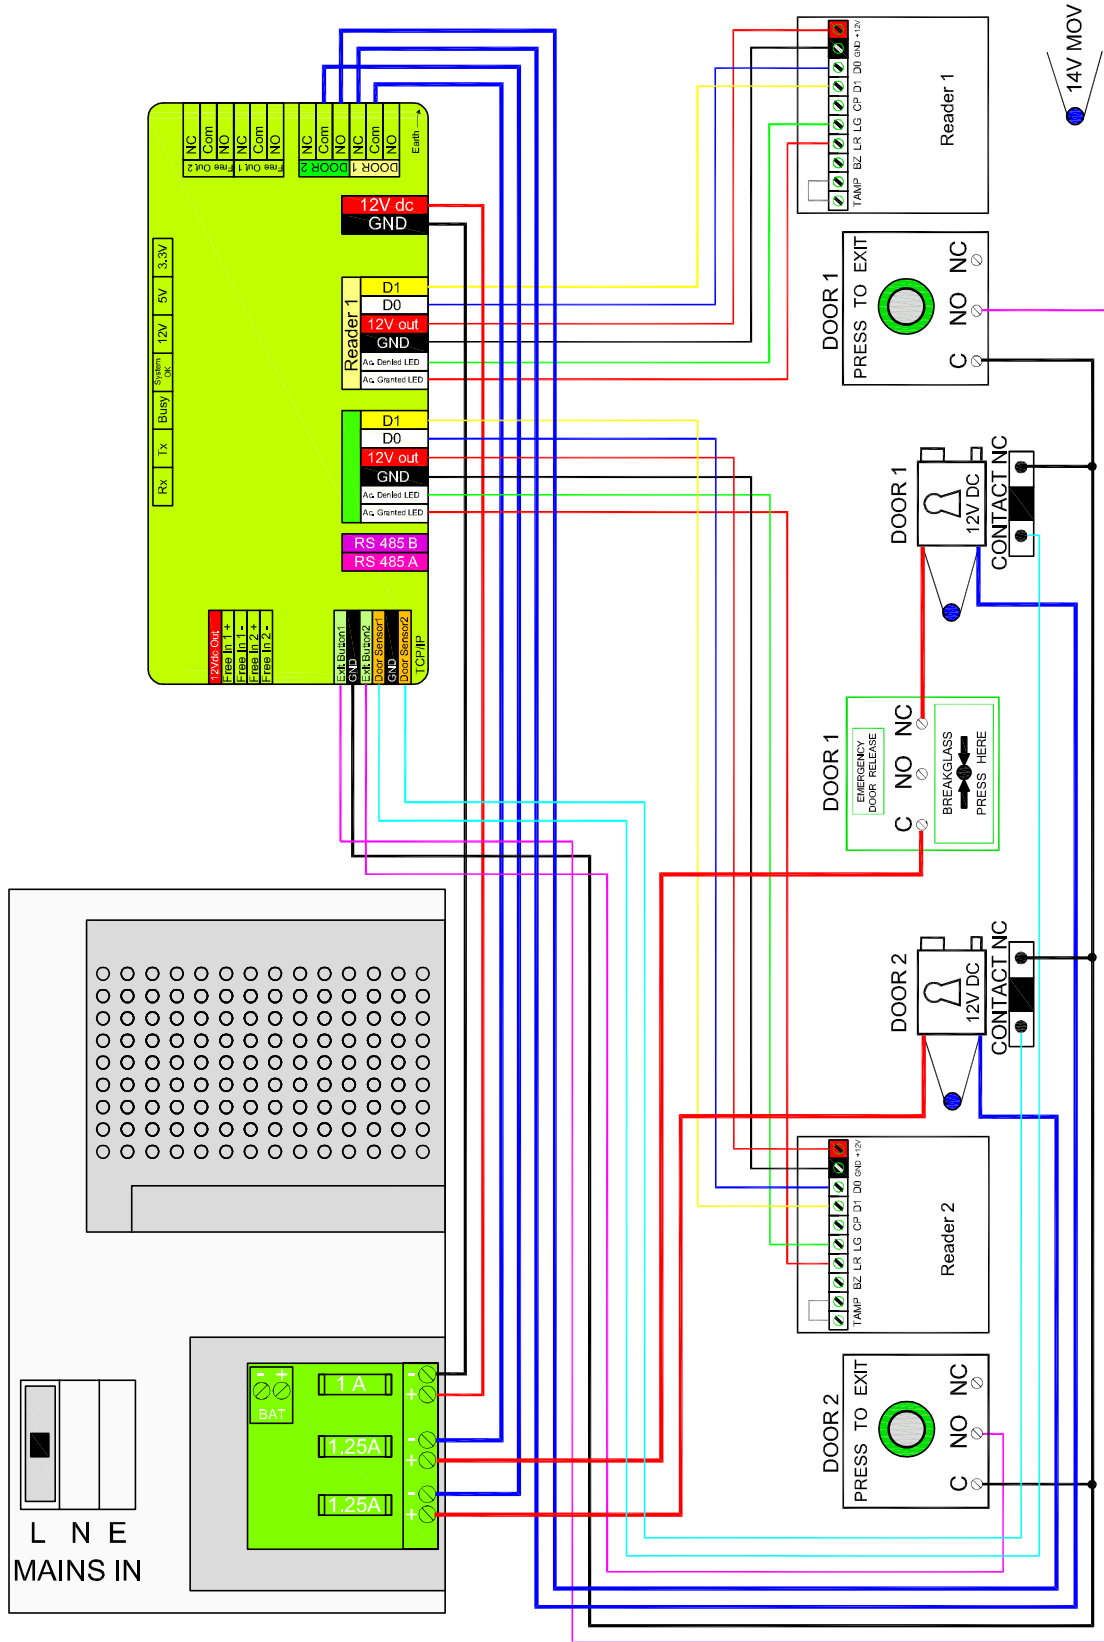 NC
Com
NO
Free Out 2
NC
Com
NO
Free Out 1
NC
Com
NO
DOOR 2
NC
Com
NO
DOOR 1
Earth
12V dc
GND
3.3V
5V
12V
System
OK
Busy
Tx
Rx
Reader 1
D1
D0
12V out
GND
Ac. Denied LED
Ac. Granted LED
D1
D0
12V out
GND
Ac. Denied LED
Ac. Granted LED
RS 485 B
RS 485 A
12Vdc Out
Free In 1 +
Free In 1 -
Free In 2 +
Free In 2 -
Exit Button1
GND
Exit Button2
Door Sensor1
GND
Door Sensor2
TCP/IP
+12V
GND
D0
D1
CP
LG
LR
BZ
TAMP
Reader 1
14V MOV
DOOR 1
PRESS TO EXIT
C NO NC
DOOR 1
12V DC
CONTACT NC
DOOR 1
EMERGENCY
DOOR RELEASE
C NO NC
BREAKGLASS
PRESS HERE
DOOR 2
12V DC
CONTACT NC
+12V
GND
D0
D1
CP
LG
LR
BZ
TAMP
Reader 2
DOOR 2
PRESS TO EXIT
C NO NC
- +
BAT
1 A
- +
1.25A
- +
1.25A
- +
L N E
MAINS IN